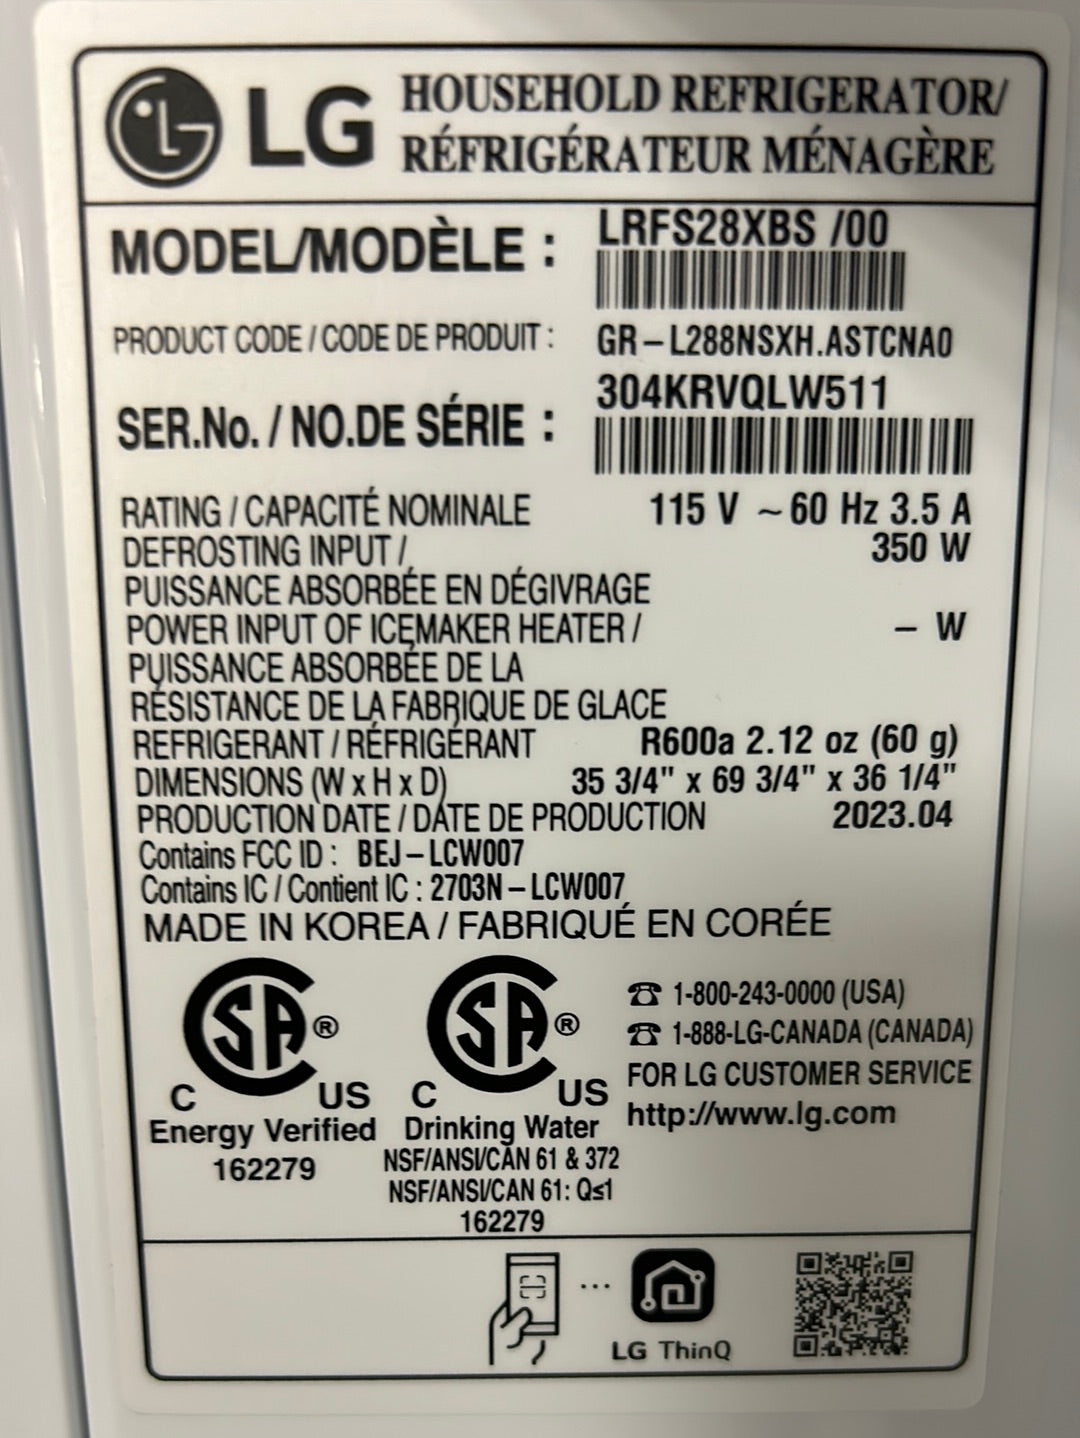 LG HOUSEHOLD REFRIGERATOR/
RÉFRIGÉRATEUR MÉNAGÈRE
MODEL/MODÈLE : LRFS28XBS /00
PRODUCT CODE / CODE DE PRODUIT : GR-L288NSXH.ASTCNA0
SER.No. / NO.DE SÉRIE : 304KRVQLW511
RATING / CAPACITÉ NOMINALE 115 V ~ 60 Hz 3.5 A
DEFROSTING INPUT / 350 W
PUISSANCE ABSORBÉE EN DÉGIVRAGE
POWER INPUT OF ICEMAKER HEATER / - W
PUISSANCE ABSORBÉE DE LA
RÉSISTANCE DE LA FABRIQUE DE GLACE
REFRIGERANT / RÉFRIGÉRANT R600a 2.12 oz (60 g)
DIMENSIONS (W x H x D) 35 3/4" x 69 3/4" x 36 1/4"
PRODUCTION DATE / DATE DE PRODUCTION 2023.04
Contains FCC ID : BEJ-LCW007
Contains IC / Contient IC : 2703N-LCW007
MADE IN KOREA / FABRIQUÉ EN CORÉE
SA ®
C US
Energy Verified
162279
SA ®
C US
Drinking Water
NSF/ANSI/CAN 61 & 372
NSF/ANSI/CAN 61: Q≤1
162279
☎ 1-800-243-0000 (USA)
☎ 1-888-LG-CANADA (CANADA)
FOR LG CUSTOMER SERVICE
http://www.lg.com
LG ThinQ